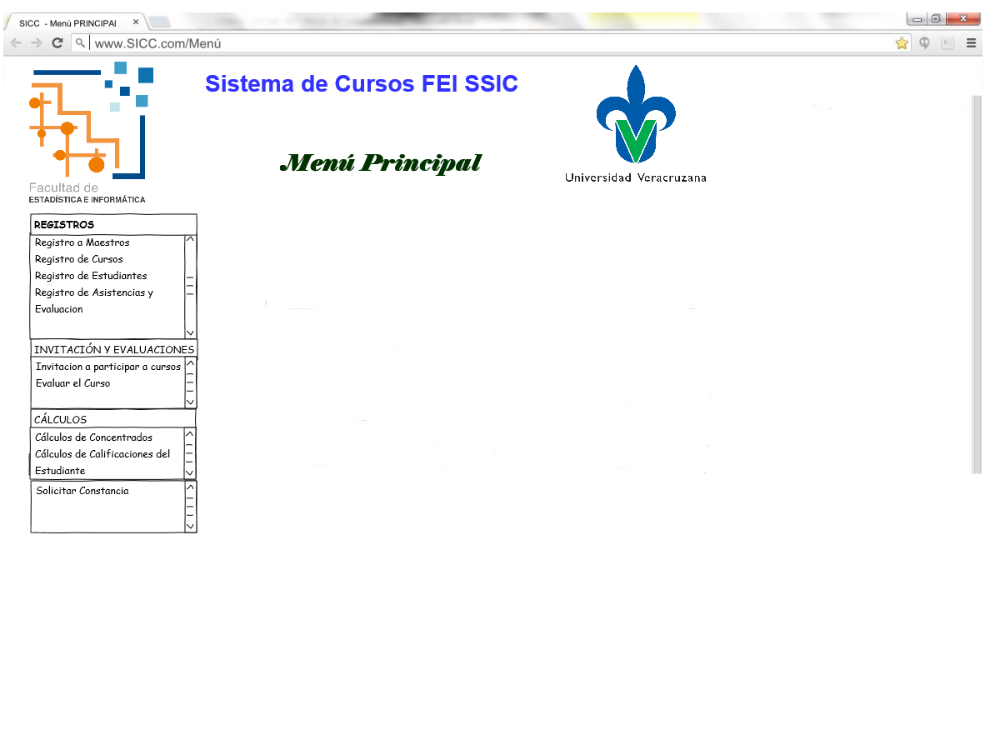 SICC - Menú PRINCIPAl
www.SICC.com/Menú
Sistema de Cursos FEI SSIC
Menú Principal
Universidad Veracruzana
Facultad de
ESTADÍSTICA E INFORMÁTICA
REGISTROS
Registro a Maestros
Registro de Cursos
Registro de Estudiantes
Registro de Asistencias y
Evaluacion
INVITACIÓN Y EVALUACIONES
Invitacion a participar a cursos
Evaluar el Curso
CÁLCULOS
Cálculos de Concentrados
Cálculos de Calificaciones del
Estudiante
Solicitar Constancia